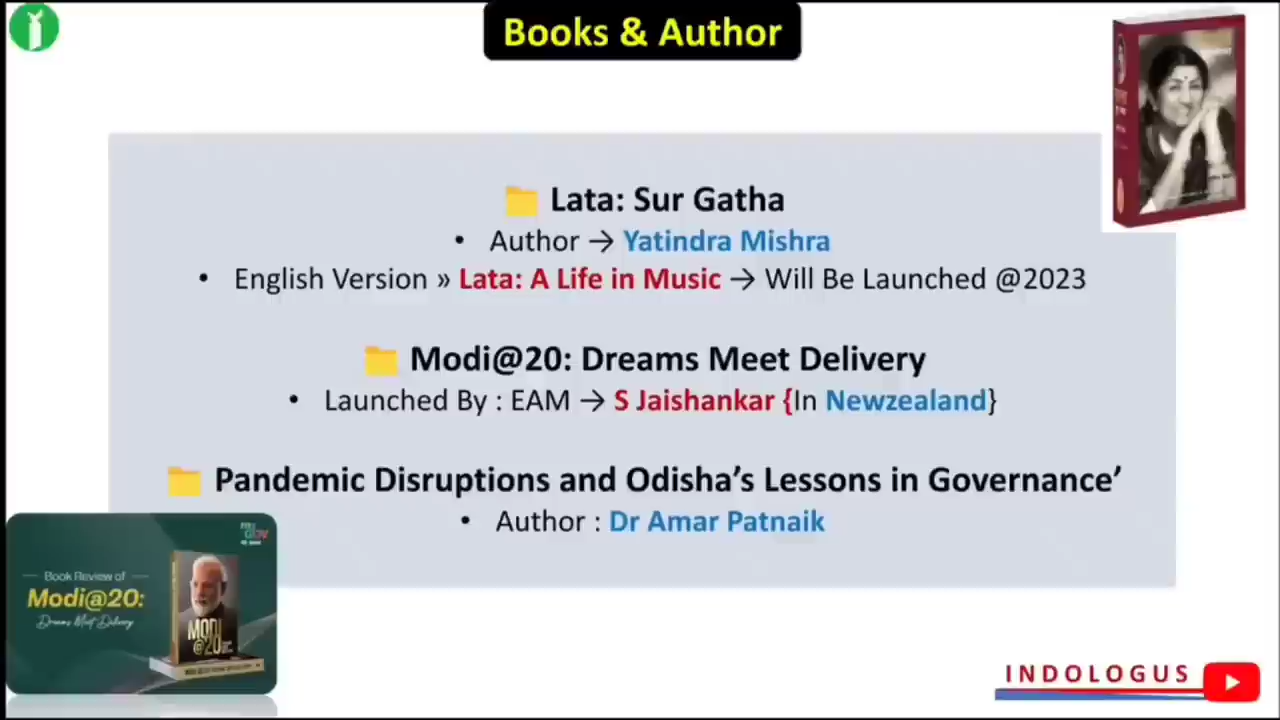 Books & Author
Lata: Sur Gatha
• Author → Yatindra Mishra
• English Version » Lata: A Life in Music → Will Be Launched @2023
Modi@20: Dreams Meet Delivery
• Launched By : EAM → S Jaishankar {In Newzealand}
Pandemic Disruptions and Odisha’s Lessons in Governance’
• Author : Dr Amar Patnaik
Book Review of
Modi@20:
Dreams Meet Delivery
MODI
@20
INDOLOGUS